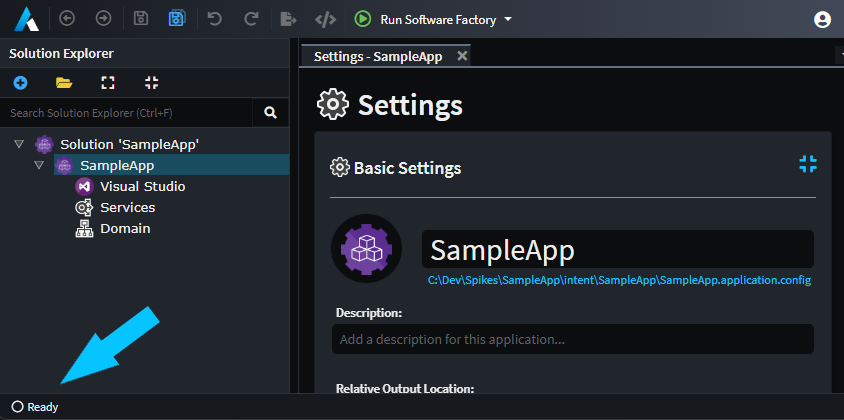 Run Software Factory
Solution Explorer
Search Solution Explorer (Ctrl+F)
Solution 'SampleApp'
SampleApp
Visual Studio
Services
Domain
Settings - SampleApp
Settings
Basic Settings
SampleApp
C:\Dev\Spikes\SampleApp\intent\SampleApp\SampleApp.application.config
Description:
Add a description for this application...
Relative Output Location:
Ready